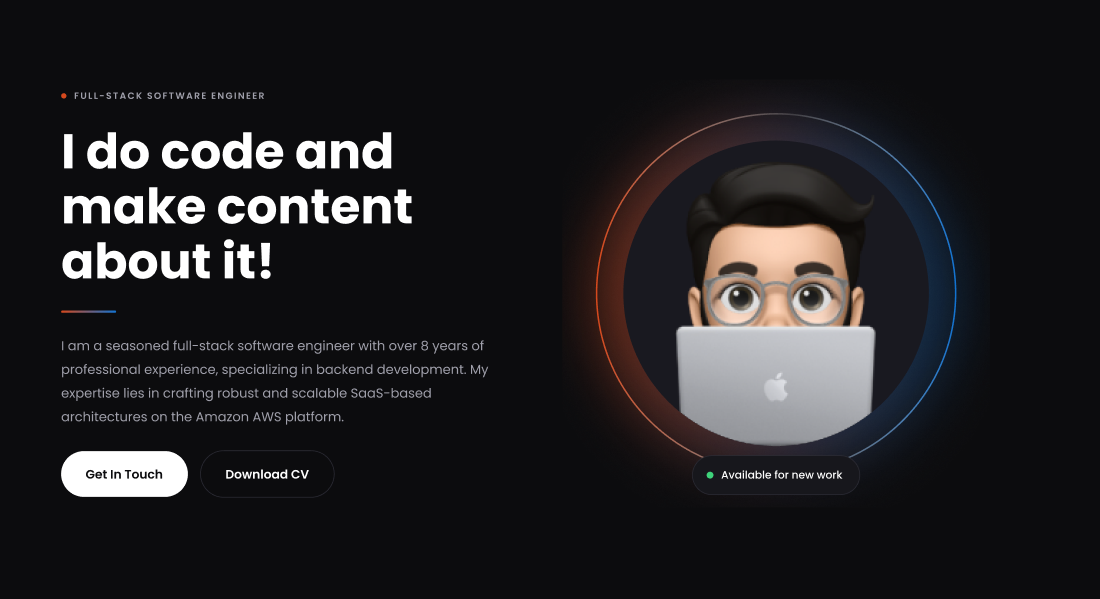 FULL-STACK SOFTWARE ENGINEER
I do code and
make content
about it!
I am a seasoned full-stack software engineer with over 8 years of
professional experience, specializing in backend development. My
expertise lies in crafting robust and scalable SaaS-based
architectures on the Amazon AWS platform.
Get In Touch
Download CV
Available for new work